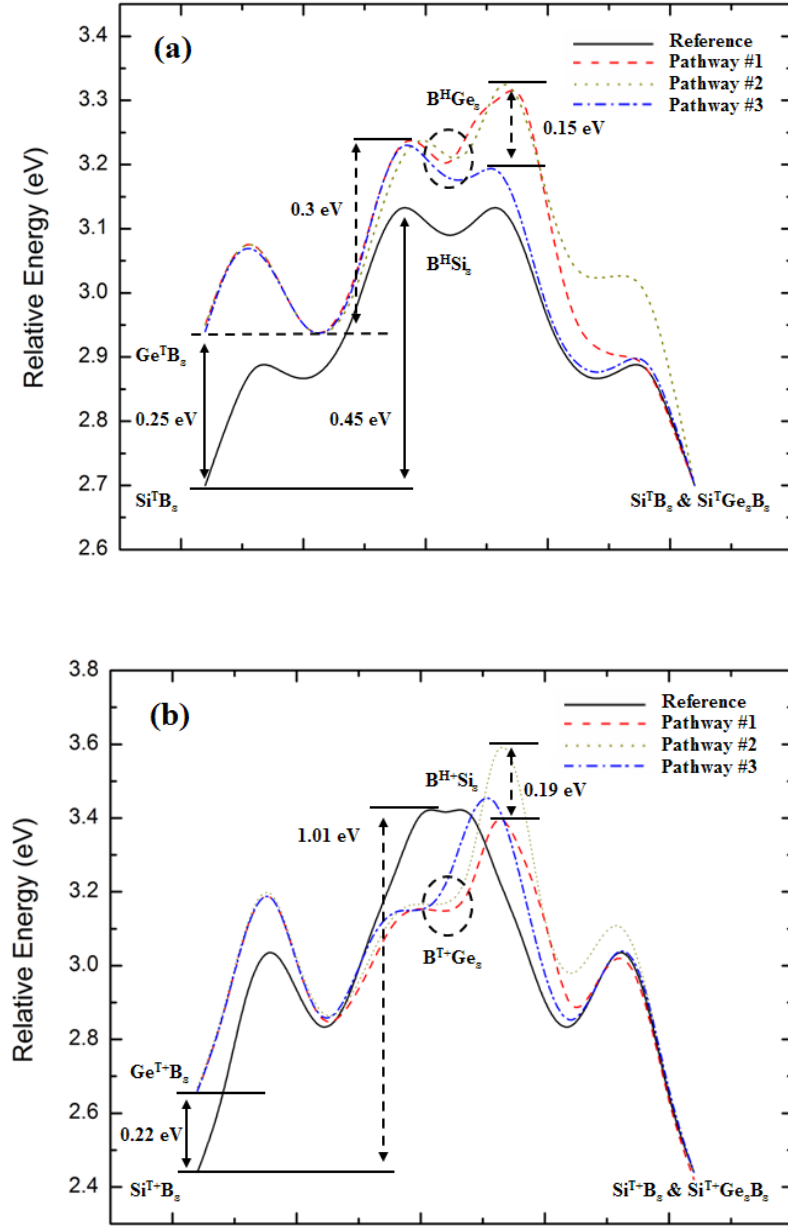 (a)
Reference
Pathway #1
Pathway #2
Pathway #3
3.4
3.3
3.2
3.1
3.0
2.9
2.8
2.7
2.6
Relative Energy (eV)
BᴴGeₛ
0.15 eV
0.3 eV
BᴴSiₛ
GeᵀBₛ
0.25 eV
0.45 eV
SiᵀBₛ
SiᵀBₛ & SiᵀGeₛBₛ
(b)
Reference
Pathway #1
Pathway #2
Pathway #3
3.8
3.6
3.4
3.2
3.0
2.8
2.6
2.4
Relative Energy (eV)
Bᴴ⁺Siₛ
0.19 eV
1.01 eV
Bᵀ⁺Geₛ
Geᵀ⁺Bₛ
0.22 eV
Siᵀ⁺Bₛ
Siᵀ⁺Bₛ & Siᵀ⁺GeₛBₛ